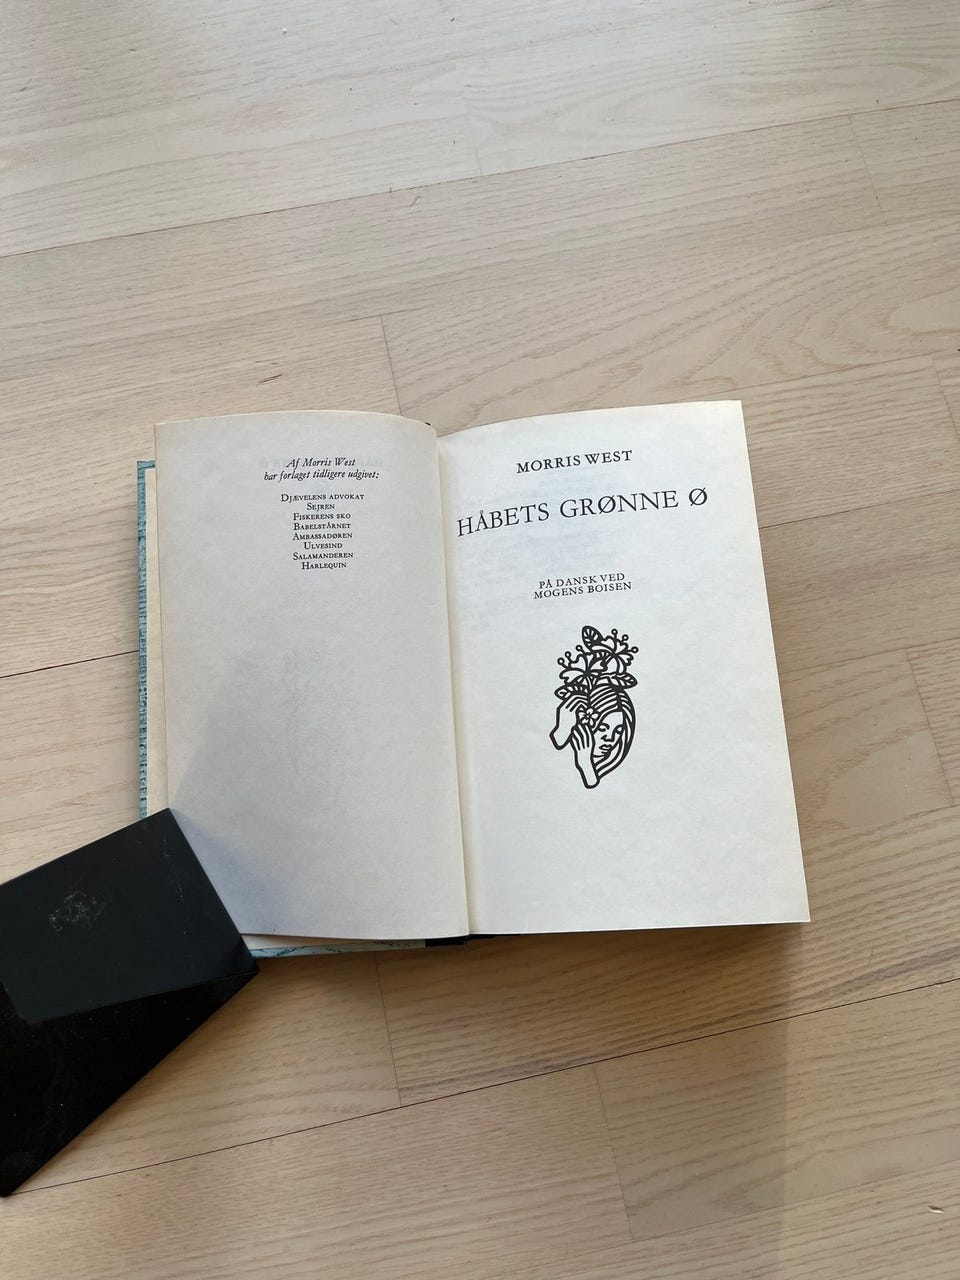 Af Morris West
har forlaget tidligere udgivet:
DJÆVELENS ADVOKAT
SEJREN
FISKERENS SKO
BABELSTÅRNET
AMBASSADØREN
ULVESIND
SALAMANDEREN
HARLEQUIN
MORRIS WEST
HÅBETS GRØNNE Ø
PÅ DANSK VED
MOGENS BOISEN